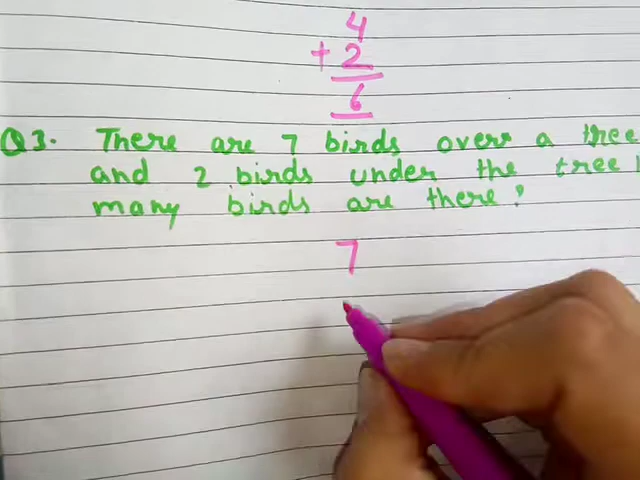 4
+ 2
6
Q3. There are 7 birds over a tree
and 2 birds under the tree
many birds are there?
7